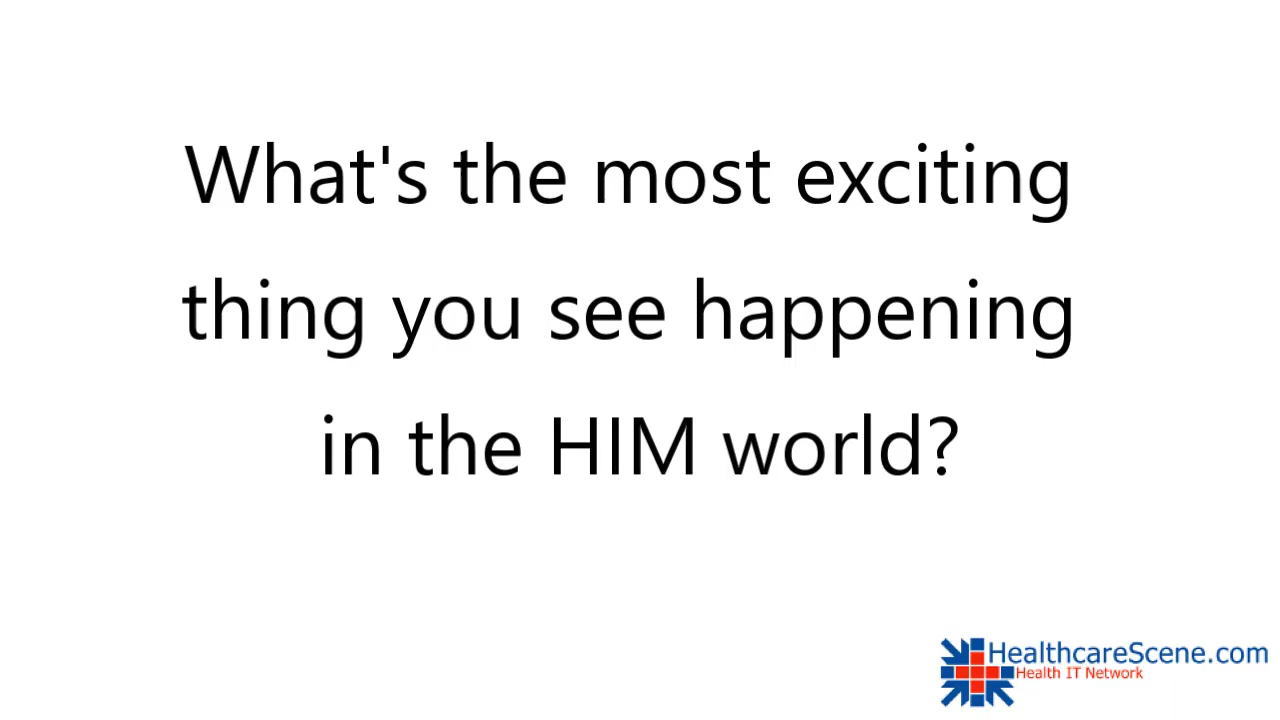 What's the most exciting
thing you see happening
in the HIM world?
HealthcareScene.com
Health IT Network